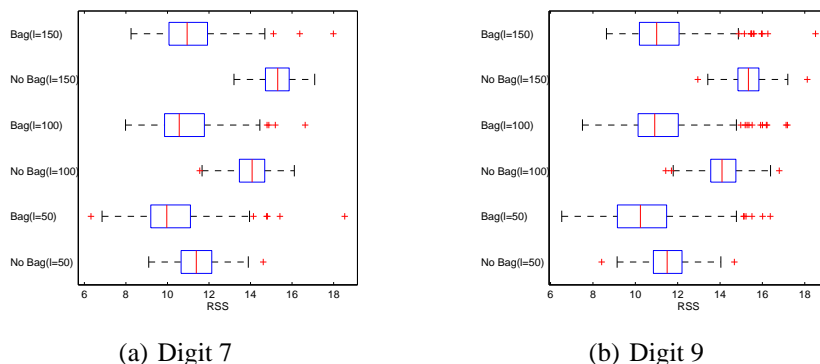 Bag(l=150)
No Bag(l=150)
Bag(l=100)
No Bag(l=100)
Bag(l=50)
No Bag(l=50)
6 8 10 12 14 16 18
RSS
(a) Digit 7
Bag(l=150)
No Bag(l=150)
Bag(l=100)
No Bag(l=100)
Bag(l=50)
No Bag(l=50)
6 8 10 12 14 16 18
RSS
(b) Digit 9